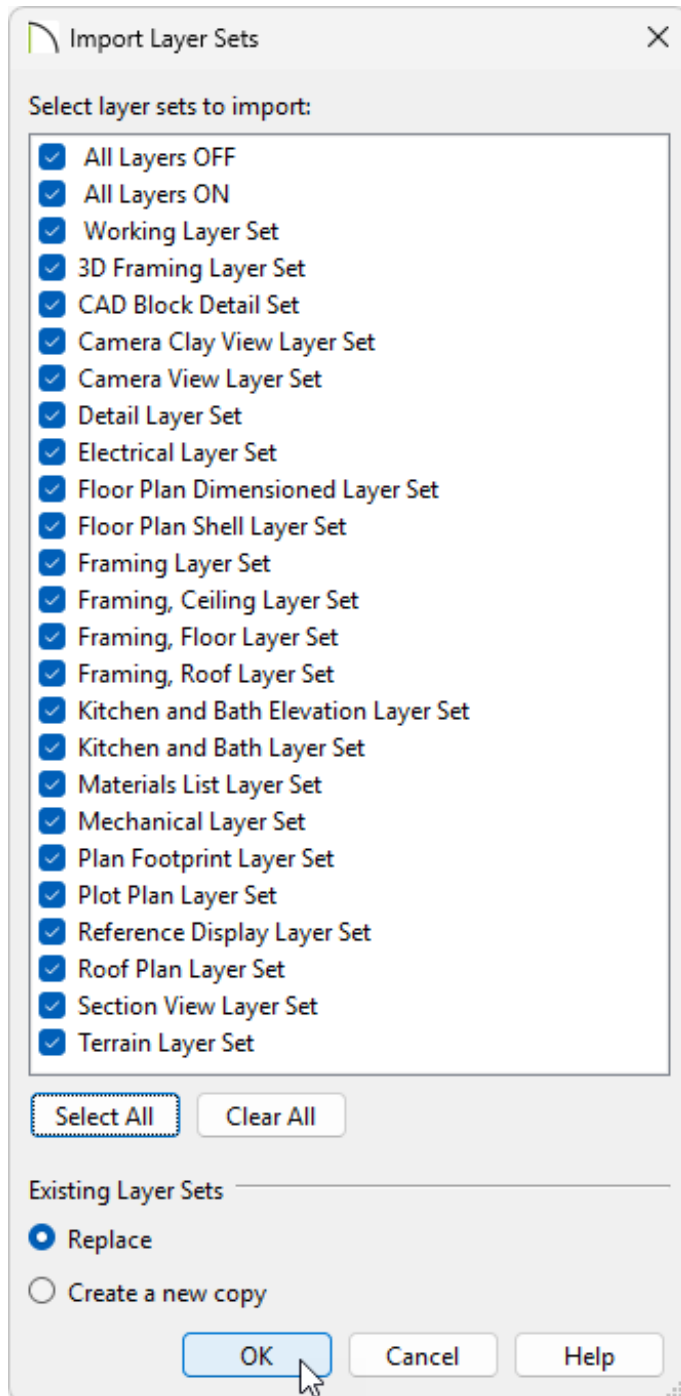 Import Layer Sets
Select layer sets to import:
All Layers OFF
All Layers ON
Working Layer Set
3D Framing Layer Set
CAD Block Detail Set
Camera Clay View Layer Set
Camera View Layer Set
Detail Layer Set
Electrical Layer Set
Floor Plan Dimensioned Layer Set
Floor Plan Shell Layer Set
Framing Layer Set
Framing, Ceiling Layer Set
Framing, Floor Layer Set
Framing, Roof Layer Set
Kitchen and Bath Elevation Layer Set
Kitchen and Bath Layer Set
Materials List Layer Set
Mechanical Layer Set
Plan Footprint Layer Set
Plot Plan Layer Set
Reference Display Layer Set
Roof Plan Layer Set
Section View Layer Set
Terrain Layer Set
Select All Clear All
Existing Layer Sets
Replace
Create a new copy
OK Cancel Help